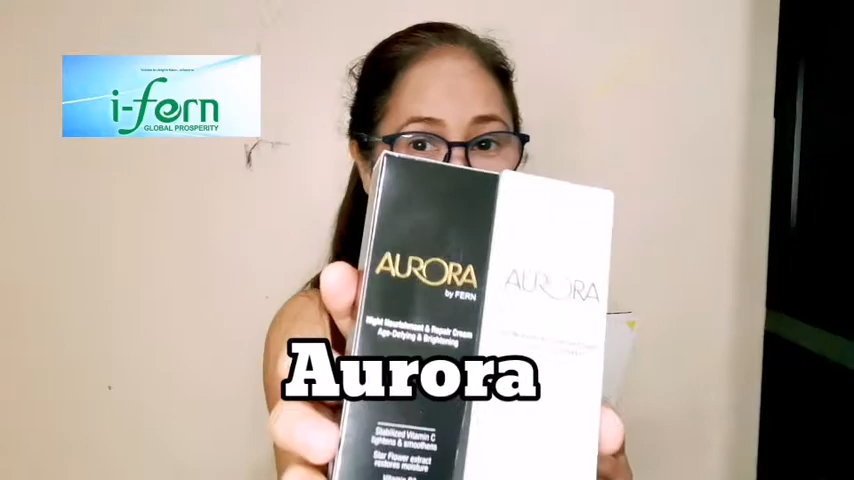 i-fern
GLOBAL PROSPERITY
AURORA
by FERN
Night Nourishment & Repair Cream
Age-Defying & Brightening
AURORA
Aurora
Stabilized Vitamin C
lightens & smoothens
Star Flower extract
restores moisture